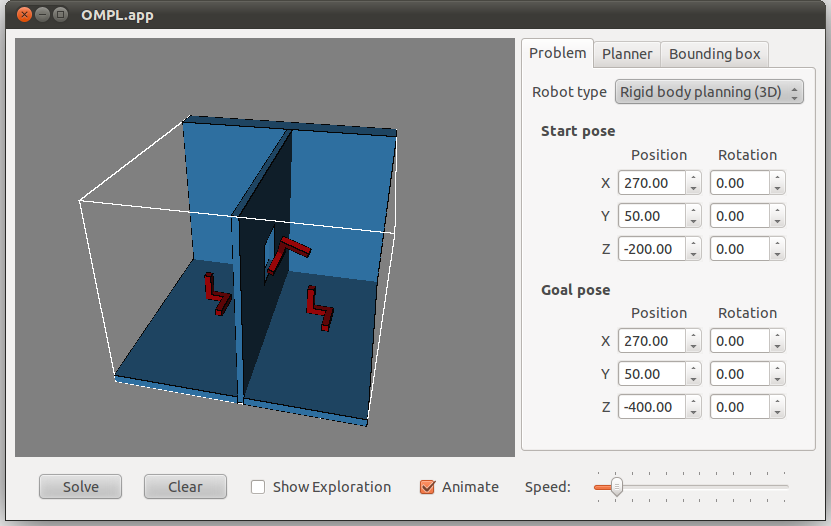 OMPL.app
Problem Planner Bounding box
Robot type Rigid body planning (3D)
Start pose
Position Rotation
X 270.00 0.00
Y 50.00 0.00
Z -200.00 0.00
Goal pose
Position Rotation
X 270.00 0.00
Y 50.00 0.00
Z -400.00 0.00
Solve Clear Show Exploration Animate Speed: